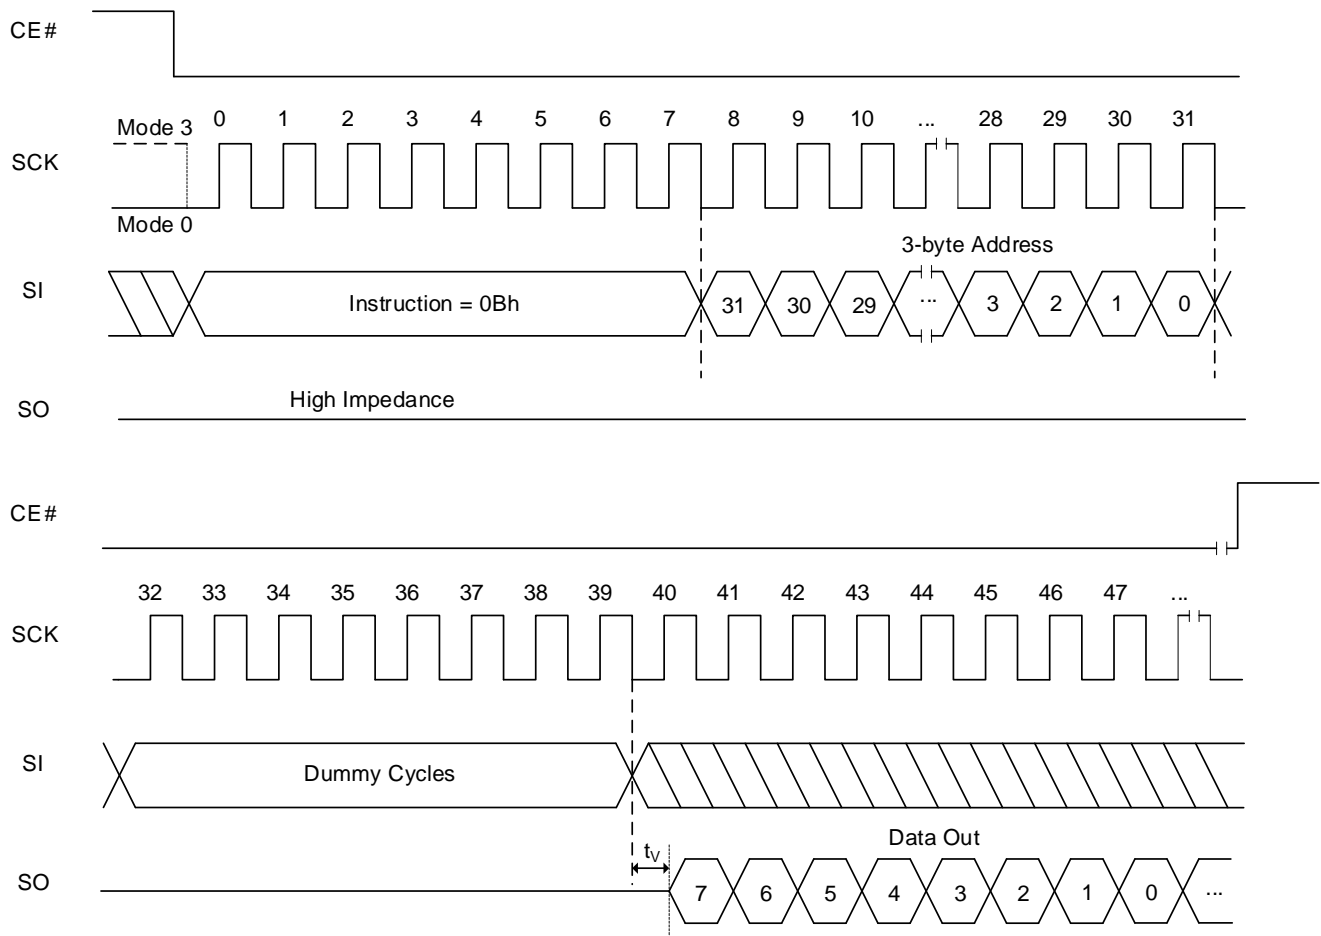 CE#
Mode 3 0 1 2 3 4 5 6 7 8 9 10 ... 28 29 30 31
SCK
Mode 0
3-byte Address
SI Instruction = 0Bh 31 30 29 ... 3 2 1 0
High Impedance
SO
CE#
32 33 34 35 36 37 38 39 40 41 42 43 44 45 46 47 ...
SCK
SI Dummy Cycles
Data Out
tV
SO 7 6 5 4 3 2 1 0 ...